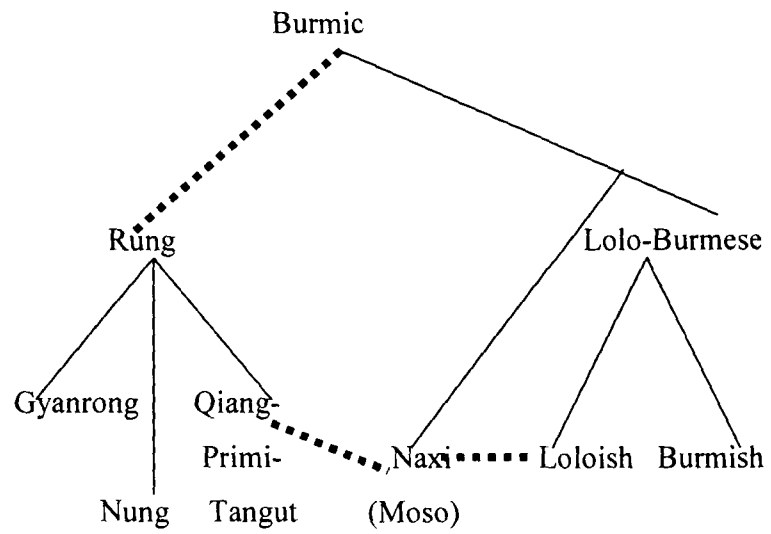 Burmic
Rung Lolo-Burmese
Gyanrong Qiang-
Primi- Naxi Loloish Burmish
Nung Tangut (Moso)